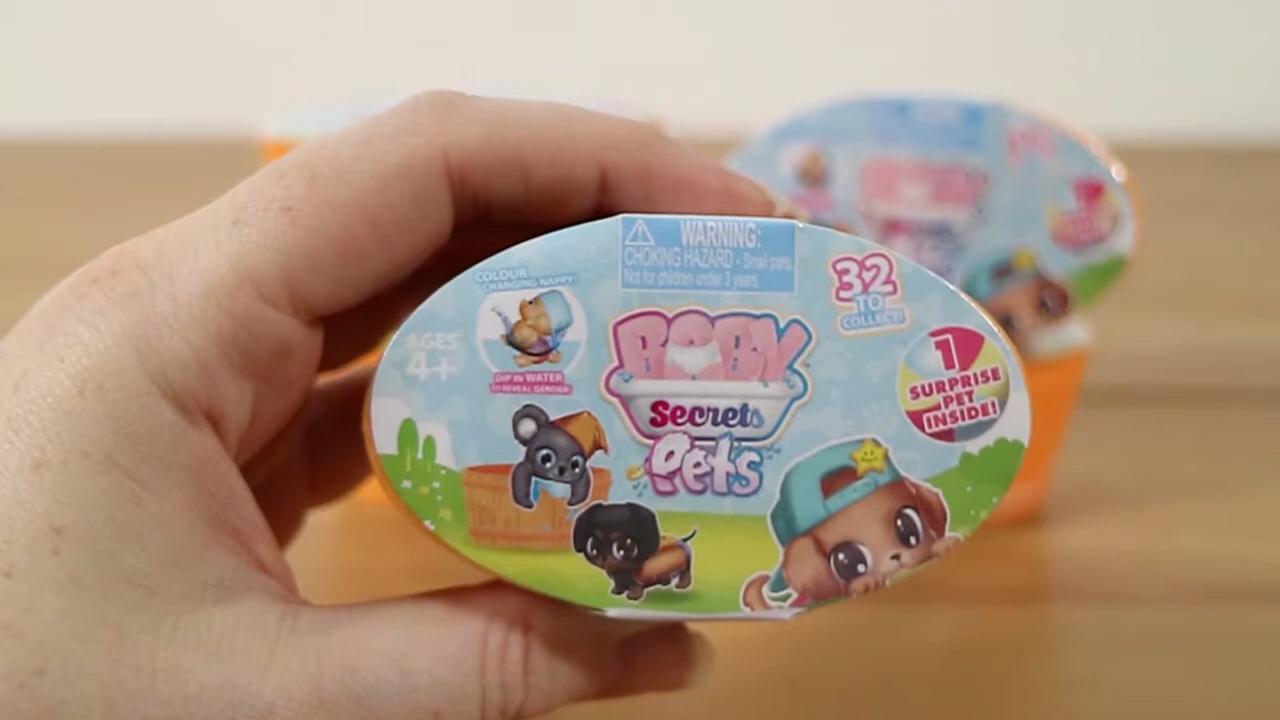 WARNING:
CHOKING HAZARD - Small parts.
Not for children under 3 years.
COLOUR
CHANGING NAPPY!
32
TO
COLLECT!
AGES
4+
DIP IN WATER
TO REVEAL GENDER!
BABY
Secrets
Pets
1
SURPRISE
PET
INSIDE!